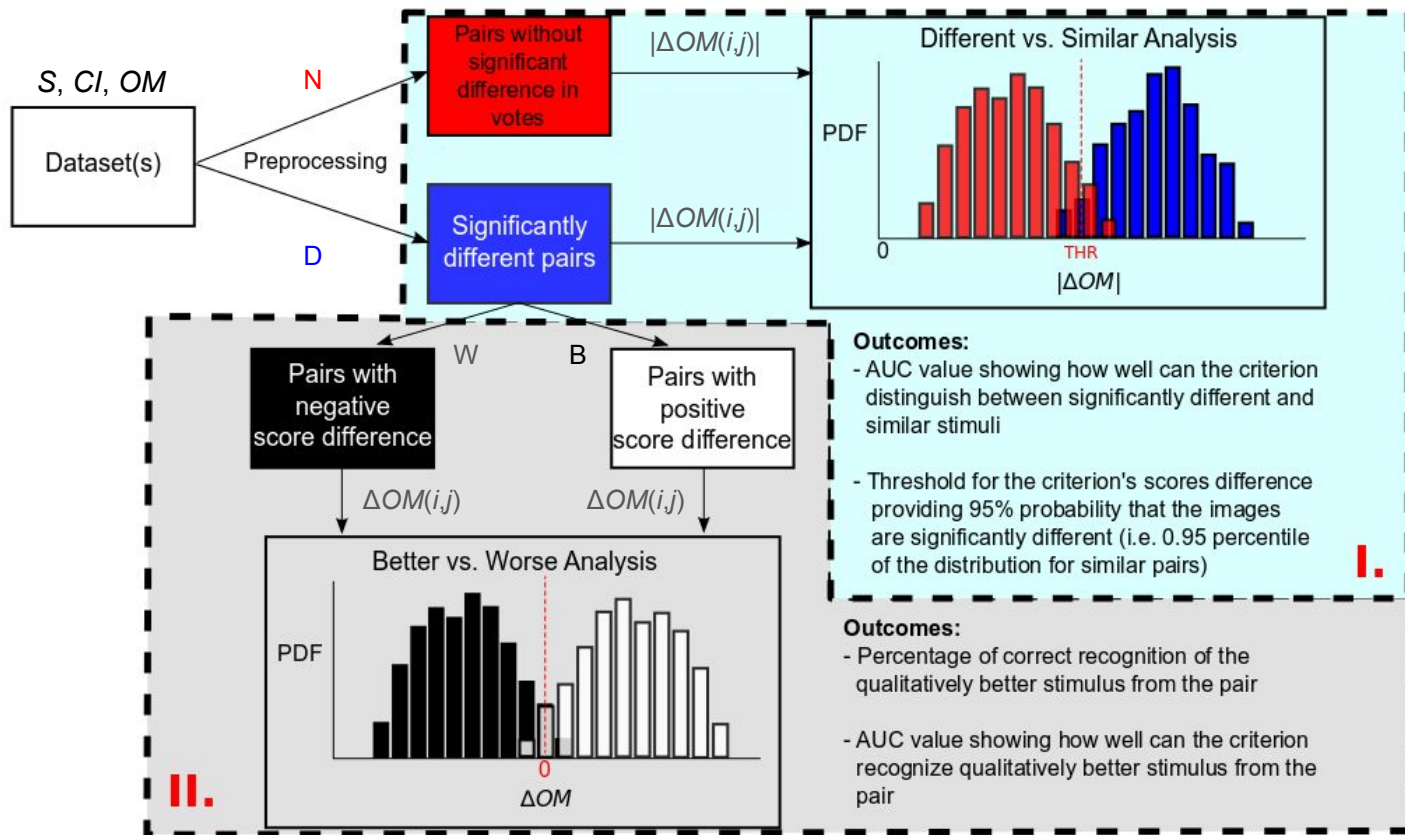 S, CI, OM
Dataset(s)
N
Preprocessing
D
Pairs without
significant
difference in
votes
|ΔOM(i,j)|
Significantly
different pairs
|ΔOM(i,j)|
Different vs. Similar Analysis
PDF
0
THR
|ΔOM|
Outcomes:
- AUC value showing how well can the criterion
distinguish between significantly different and
similar stimuli
- Threshold for the criterion's scores difference
providing 95% probability that the images
are significantly different (i.e. 0.95 percentile
of the distribution for similar pairs)
I.
W
B
Pairs with
negative
score difference
Pairs with
positive
score difference
ΔOM(i,j)
ΔOM(i,j)
Better vs. Worse Analysis
PDF
0
ΔOM
II.
Outcomes:
- Percentage of correct recognition of the
qualitatively better stimulus from the pair
- AUC value showing how well can the criterion
recognize qualitatively better stimulus from the
pair